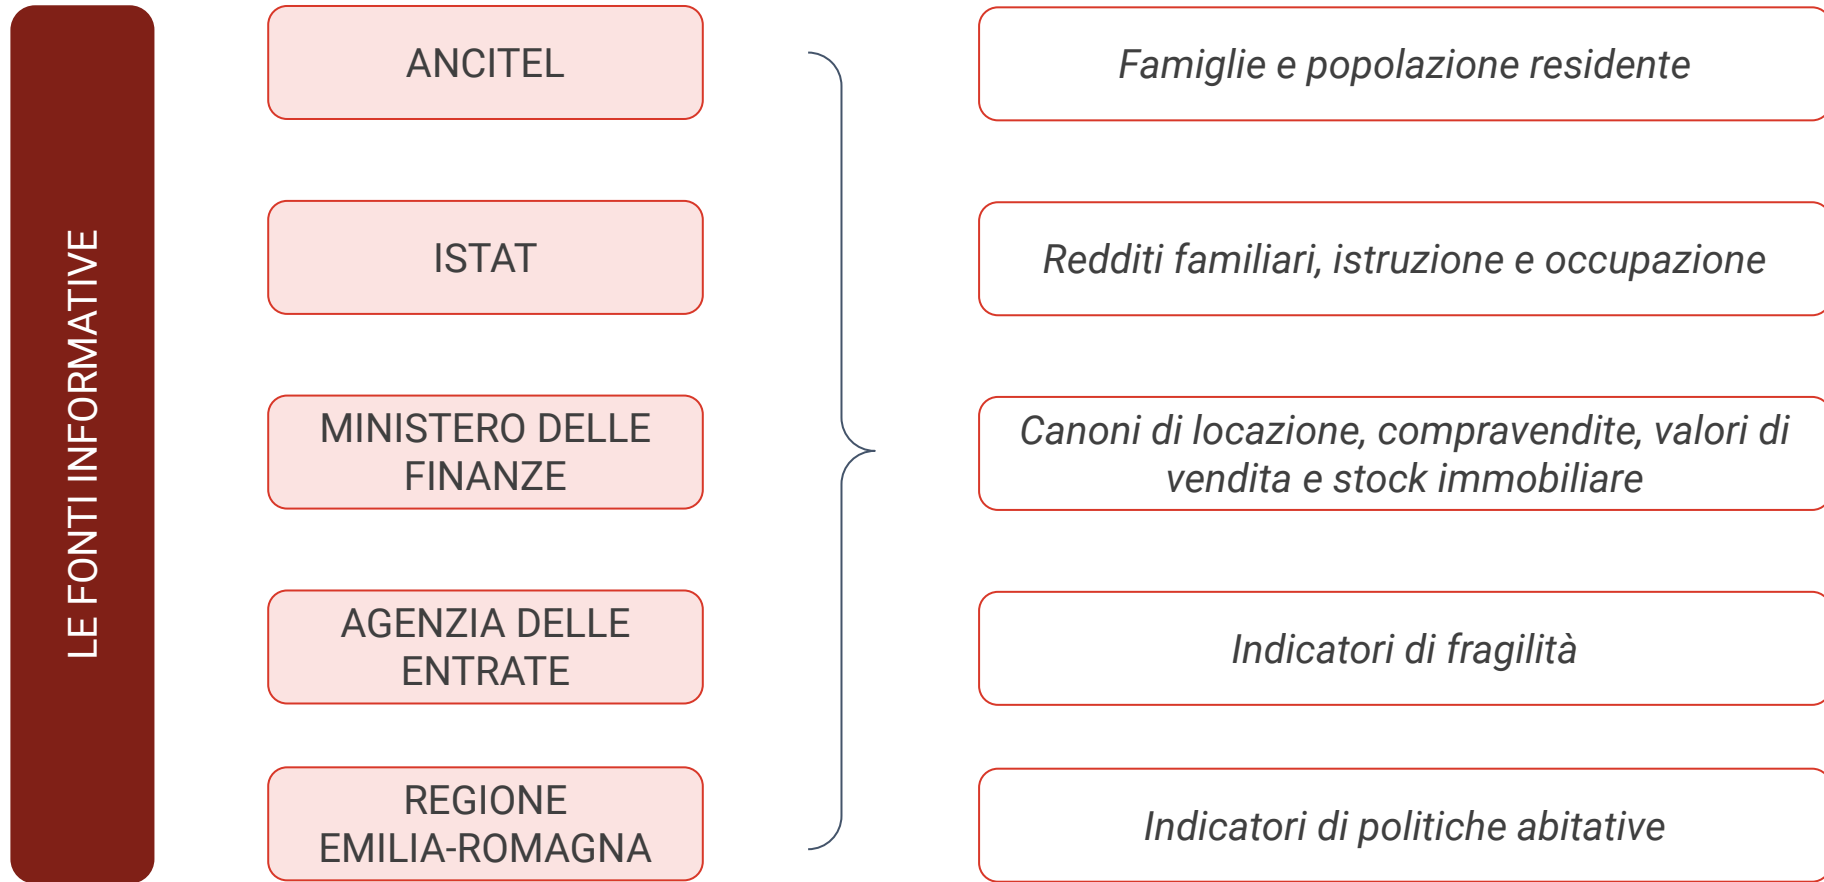 LE FONTI INFORMATIVE
ANCITEL
Famiglie e popolazione residente
ISTAT
Redditi familiari, istruzione e occupazione
MINISTERO DELLE
FINANZE
Canoni di locazione, compravendite, valori di
vendita e stock immobiliare
AGENZIA DELLE
ENTRATE
Indicatori di fragilità
REGIONE
EMILIA-ROMAGNA
Indicatori di politiche abitative